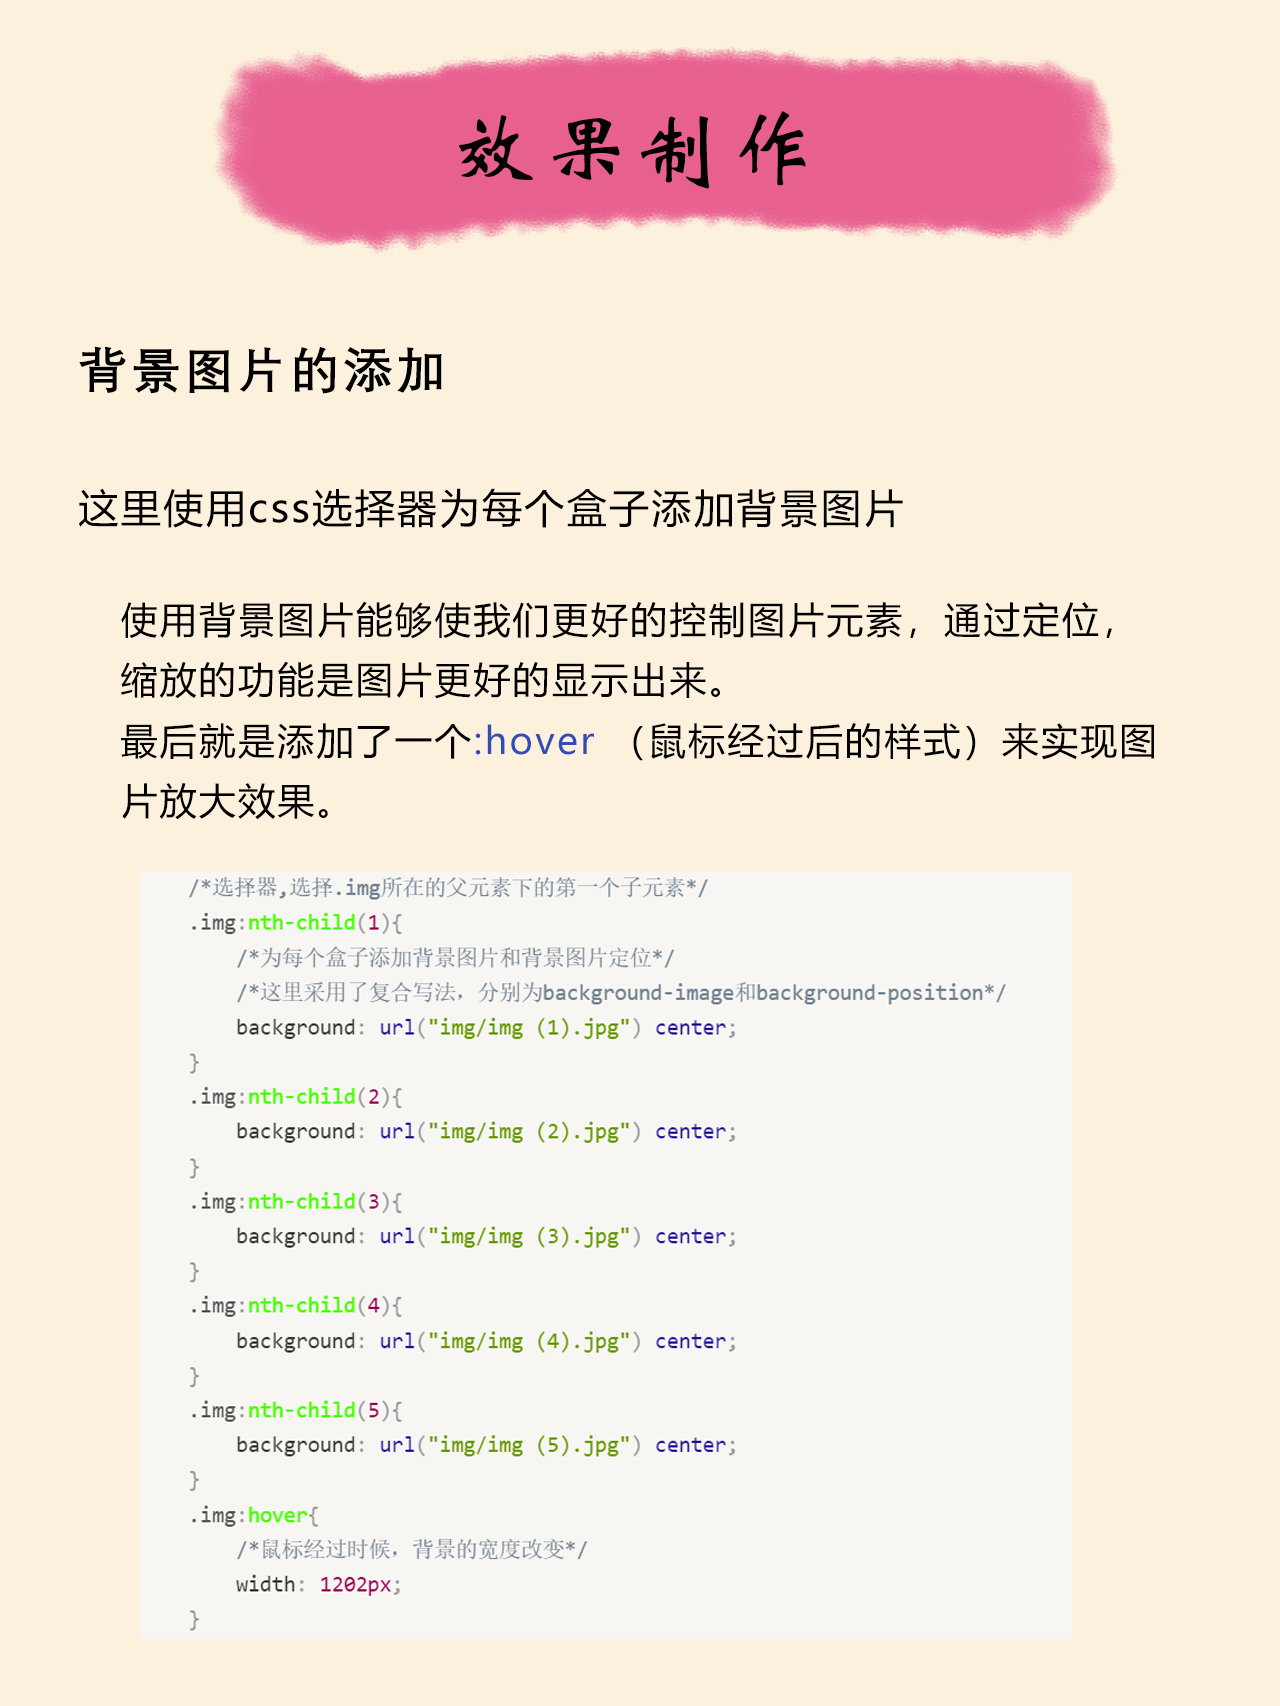 效果制作
背景图片的添加
这里使用css选择器为每个盒子添加背景图片
使用背景图片能够使我们更好的控制图片元素，通过定位，
缩放的功能是图片更好的显示出来。
最后就是添加了一个:hover （鼠标经过后的样式）来实现图
片放大效果。
/*选择器,选择.img所在的父元素下的第一个子元素*/
.img:nth-child(1){
/*为每个盒子添加背景图片和背景图片定位*/
/*这里采用了复合写法，分别为background-image和background-position*/
background: url("img/img (1).jpg") center;
}
.img:nth-child(2){
background: url("img/img (2).jpg") center;
}
.img:nth-child(3){
background: url("img/img (3).jpg") center;
}
.img:nth-child(4){
background: url("img/img (4).jpg") center;
}
.img:nth-child(5){
background: url("img/img (5).jpg") center;
}
.img:hover{
/*鼠标经过时候，背景的宽度改变*/
width: 1202px;
}